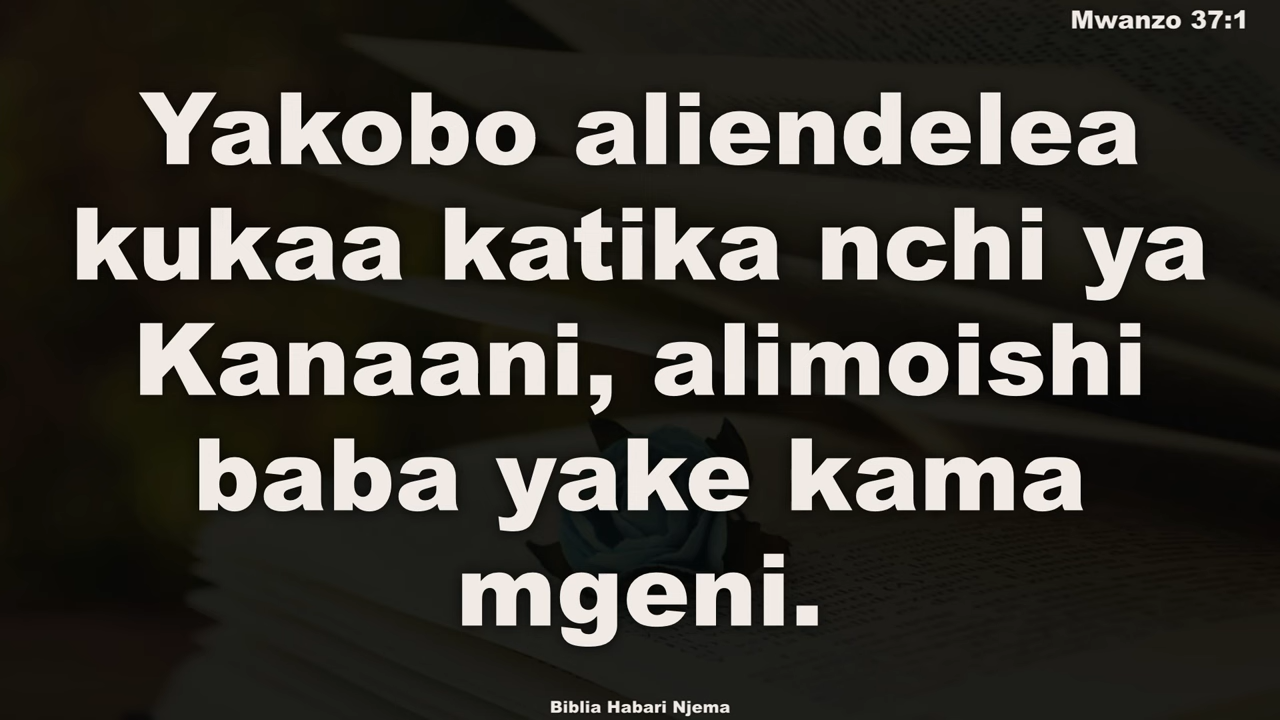 Mwanzo 37:1
Yakobo aliendelea
kukaa katika nchi ya
Kanaani, alimoishi
baba yake kama
mgeni.
Biblia Habari Njema